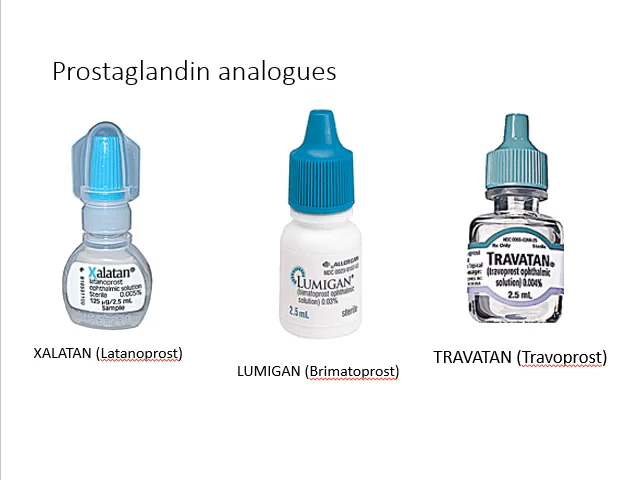 Prostaglandin analogues
Xalatan®
latanoprost
ophthalmic solution
Sterile 0.005%
125 µg/2.5 mL
Sample
ALLERGAN
LUMIGAN®
(bimatoprost ophthalmic
solution) 0.03%
2.5 mL sterile
Rx Only Sterile
TRAVATAN®
(travoprost ophthalmic
solution) 0.004%
2.5 mL
XALATAN (Latanoprost)
LUMIGAN (Brimatoprost)
TRAVATAN (Travoprost)